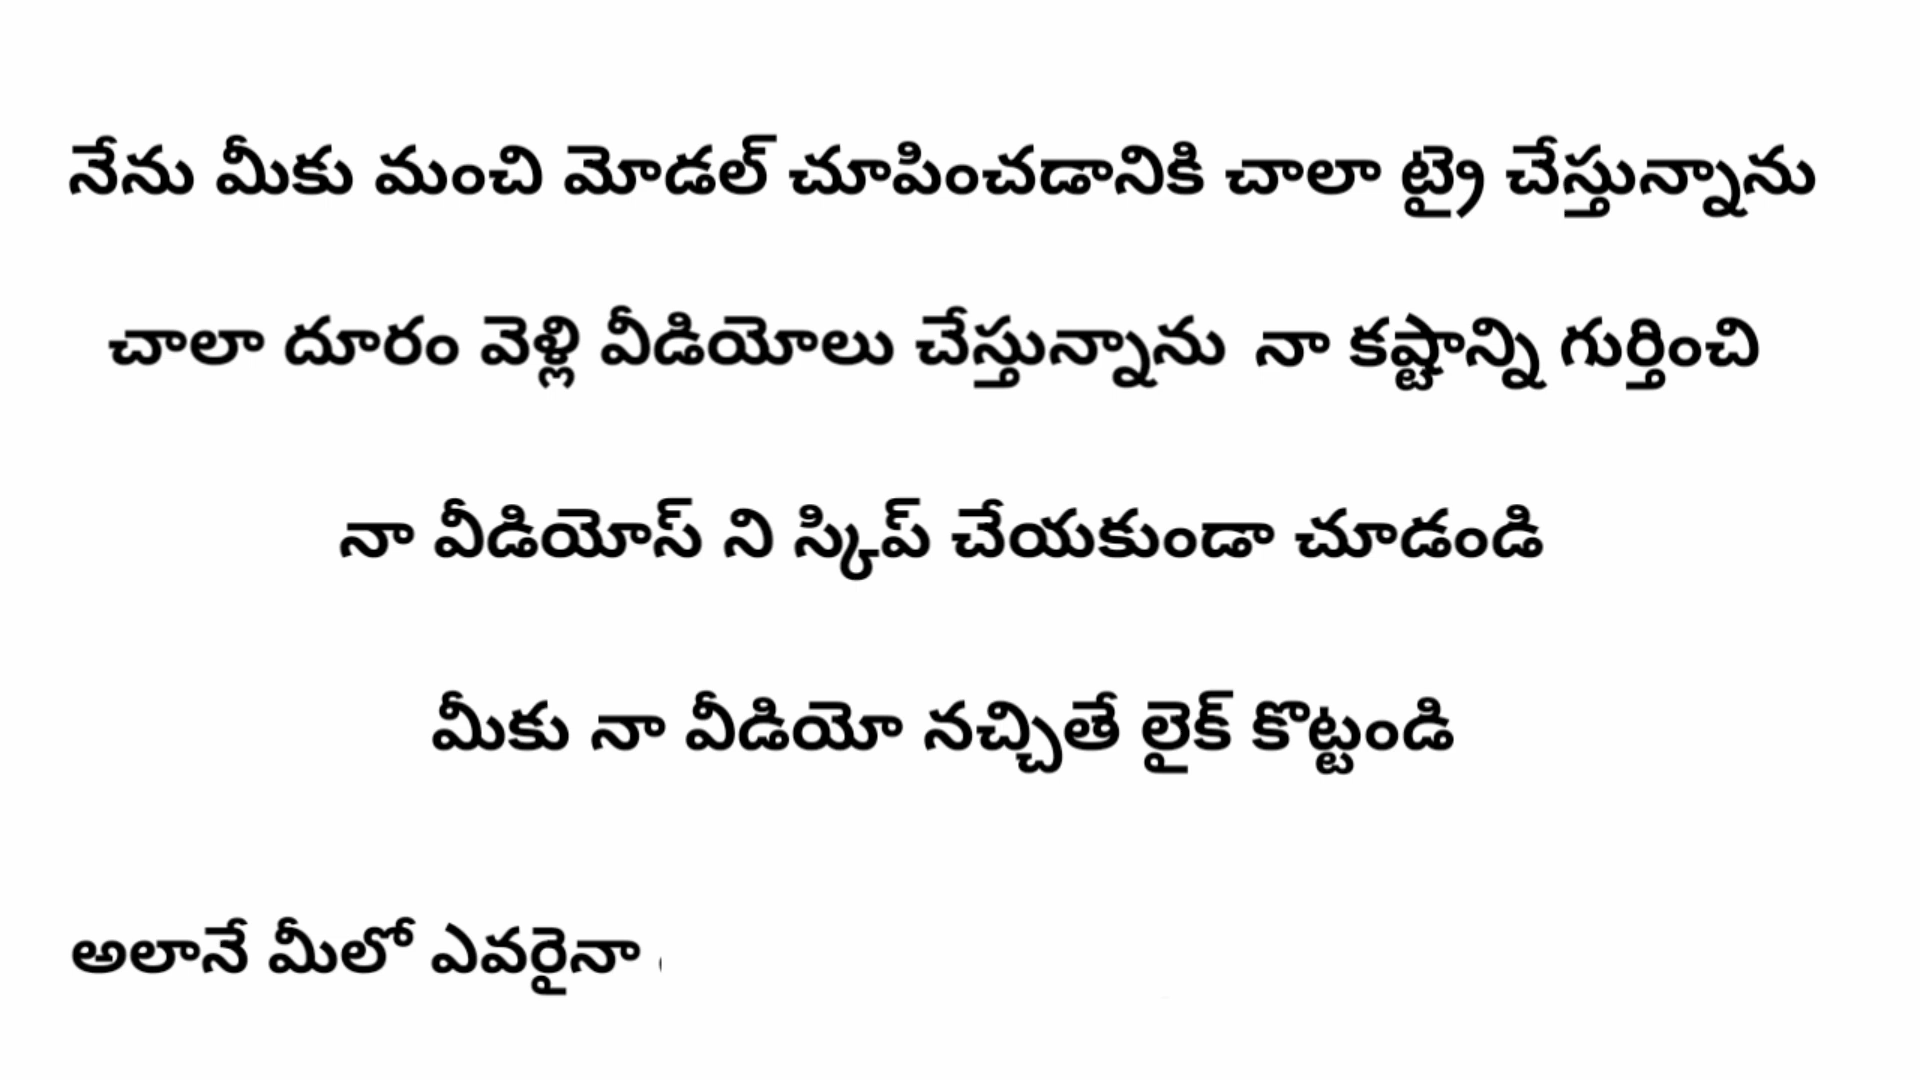 నేను మీకు మంచి మోడల్ చూపించడానికి చాలా ట్రై చేస్తున్నాను
చాలా దూరం వెళ్లి వీడియోలు చేస్తున్నాను నా కష్టాన్ని గుర్తించి
నా వీడియోస్ ని స్కిప్ చేయకుండా చూడండి
మీకు నా వీడియో నచ్చితే లైక్ కొట్టండి
అలానే మీలో ఎవరైనా